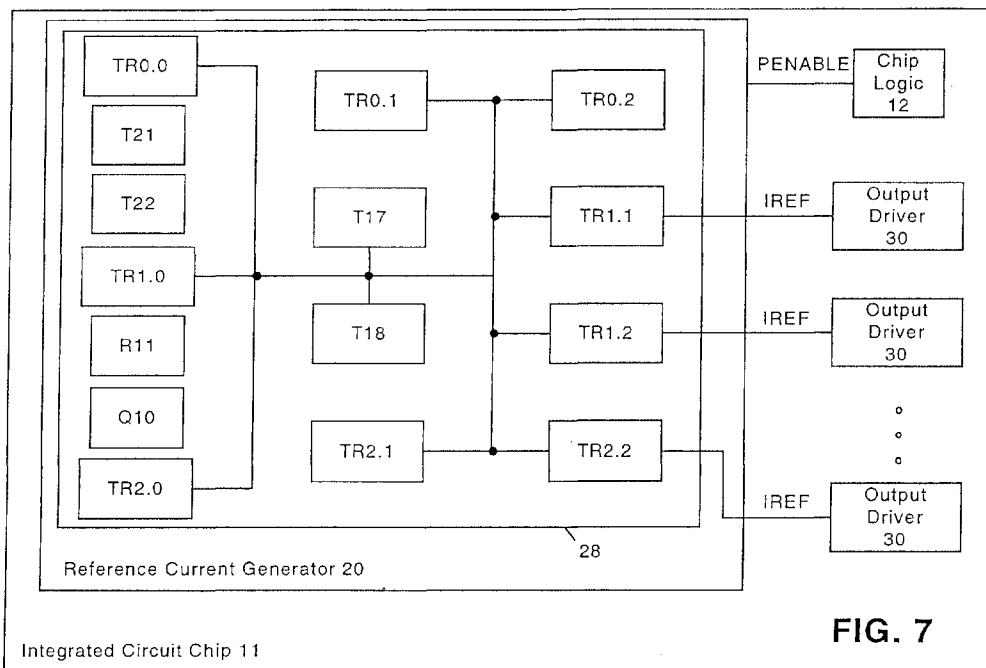 TR0.0
T21
T22
TR1.0
R11
Q10
TR2.0
TR0.1
T17
T18
TR2.1
TR0.2
TR1.1
TR1.2
TR2.2
28
Reference Current Generator 20
Integrated Circuit Chip 11
PENABLE
Chip
Logic
12
IREF
Output
Driver
30
IREF
Output
Driver
30
IREF
Output
Driver
30
FIG. 7